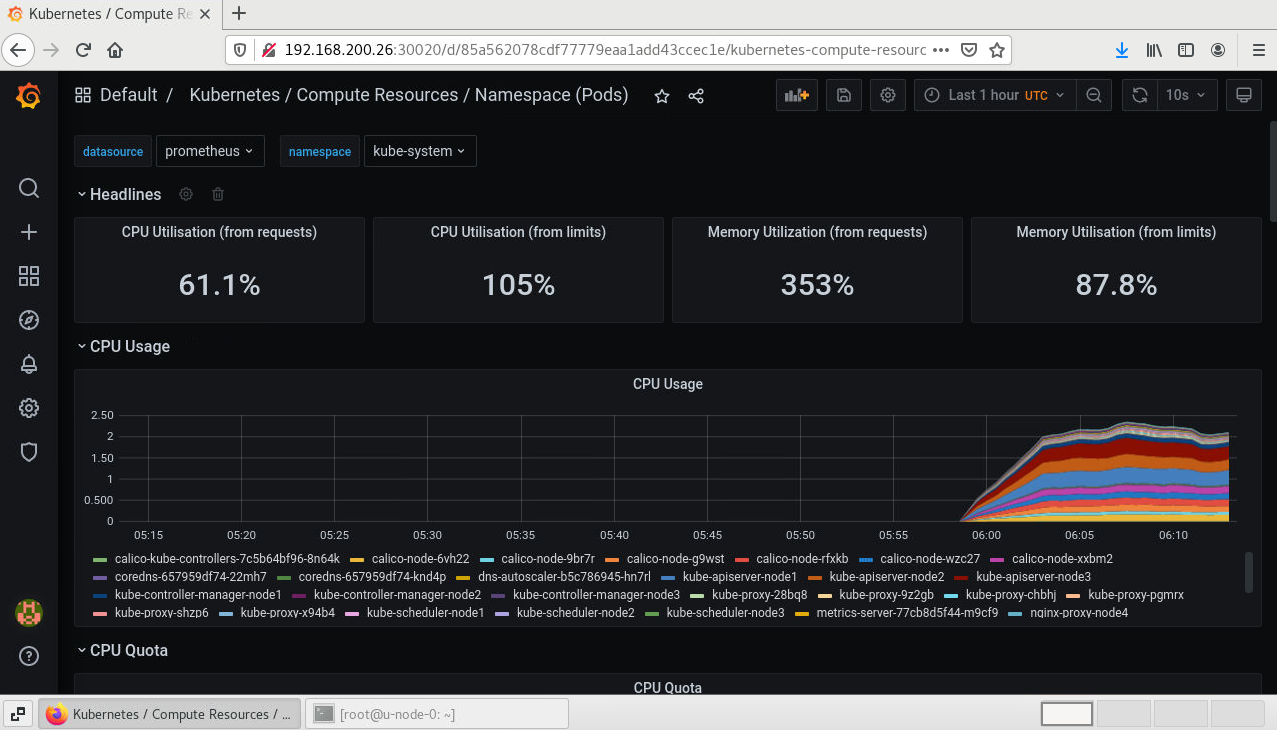 Kubernetes / Compute Re
192.168.200.26:30020/d/85a562078cdf77779eaa1add43ccec1e/kubernetes-compute-resourc
Default / Kubernetes / Compute Resources / Namespace (Pods)
Last 1 hour UTC
10s
datasource prometheus namespace kube-system
Headlines
CPU Utilisation (from requests) CPU Utilisation (from limits) Memory Utilization (from requests) Memory Utilisation (from limits)
61.1% 105% 353% 87.8%
CPU Usage
CPU Usage
2.50
2
1.50
1
0.500
0
05:15 05:20 05:25 05:30 05:35 05:40 05:45 05:50 05:55 06:00 06:05 06:10
calico-kube-controllers-7c5b64bf96-8n64k calico-node-6vh22 calico-node-9br7r calico-node-g9wst calico-node-rfxkb calico-node-wzc27 calico-node-xxbm2
coredns-657959df74-22mh7 coredns-657959df74-knd4p dns-autoscaler-b5c786945-hn7rl kube-apiserver-node1 kube-apiserver-node2 kube-apiserver-node3
kube-controller-manager-node1 kube-controller-manager-node2 kube-controller-manager-node3 kube-proxy-28bq8 kube-proxy-9z2gb kube-proxy-chbhj kube-proxy-pgmrx
kube-proxy-shzp6 kube-proxy-x94b4 kube-scheduler-node1 kube-scheduler-node2 kube-scheduler-node3 metrics-server-77cb8d5f44-m9cf9 nginx-proxy-node4
CPU Quota
CPU Quota
Kubernetes / Compute Resources / ... [root@u-node-0: ~]